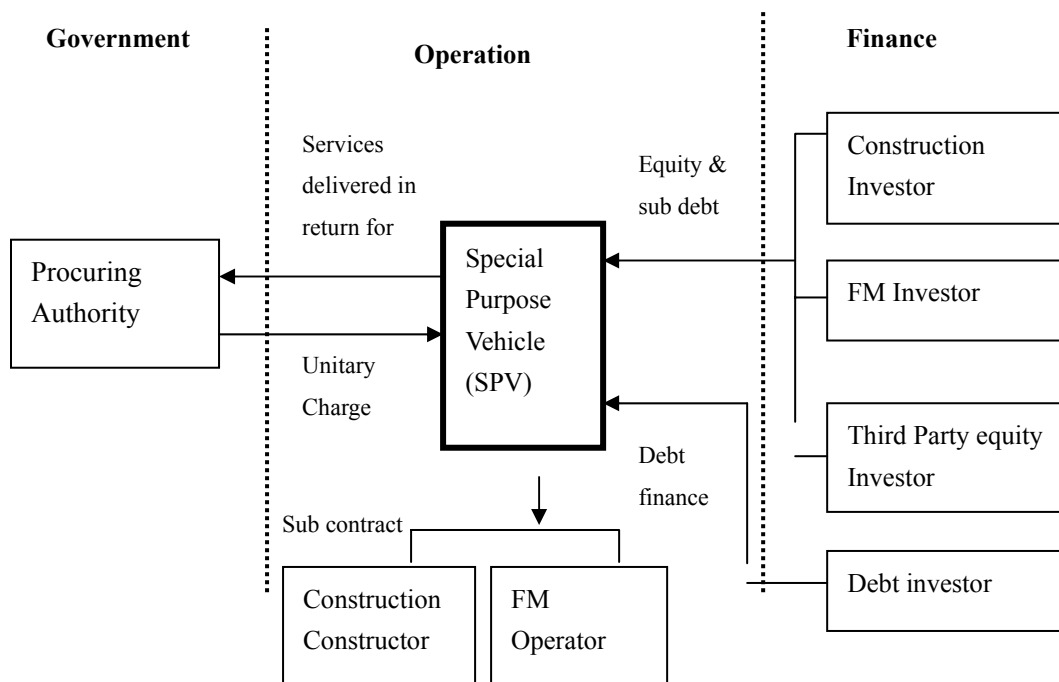 Government
Operation
Finance
Services
delivered in
return for
Equity &
sub debt
Construction
Investor
Procuring
Authority
Special
Purpose
Vehicle
(SPV)
FM Investor
Unitary
Charge
Third Party equity
Investor
Debt
finance
Sub contract
Debt investor
Construction
Constructor
FM
Operator